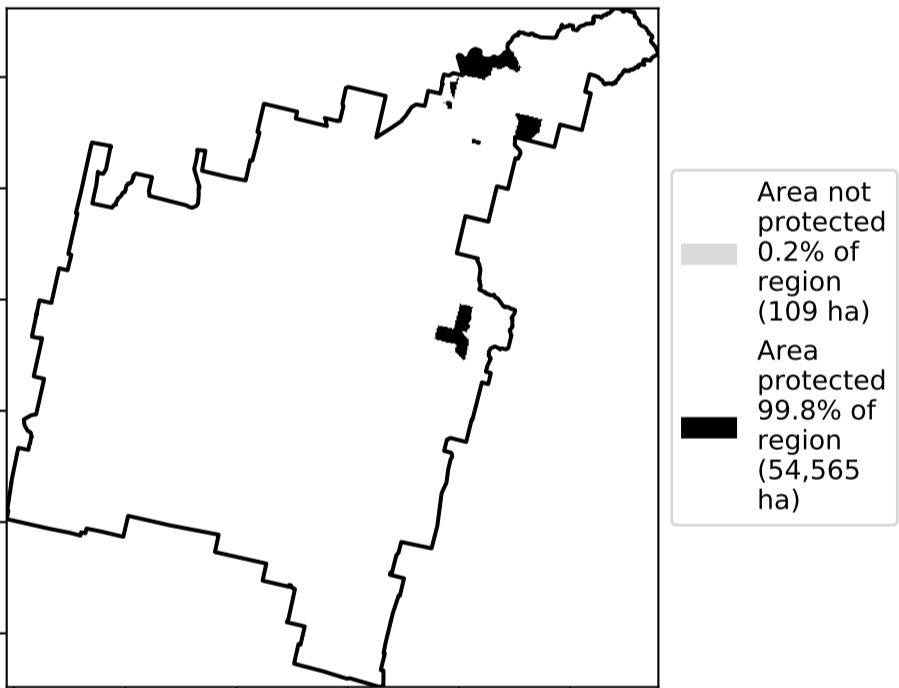 Area not
protected
0.2% of
region
(109 ha)
Area
protected
99.8% of
region
(54,565
ha)